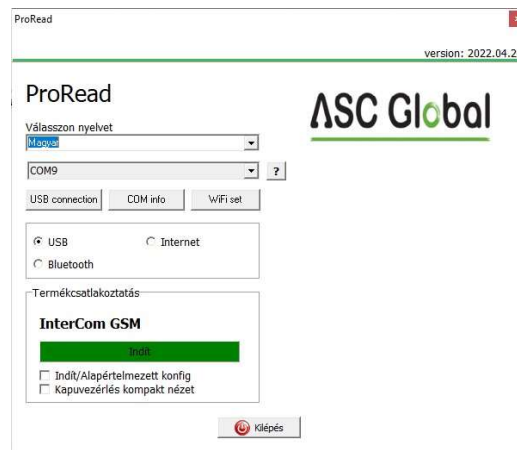 ProRead
version: 2022.04.2
ProRead
ASC Global
Válasszon nyelvet
Magyar
COM9
?
USB connection COM info WiFi set
USB Internet
Bluetooth
Termékcsatlakoztatás
InterCom GSM
Indít
Indít/Alapértelmezett konfig
Kapuvezérlés kompakt nézet
Kilépés